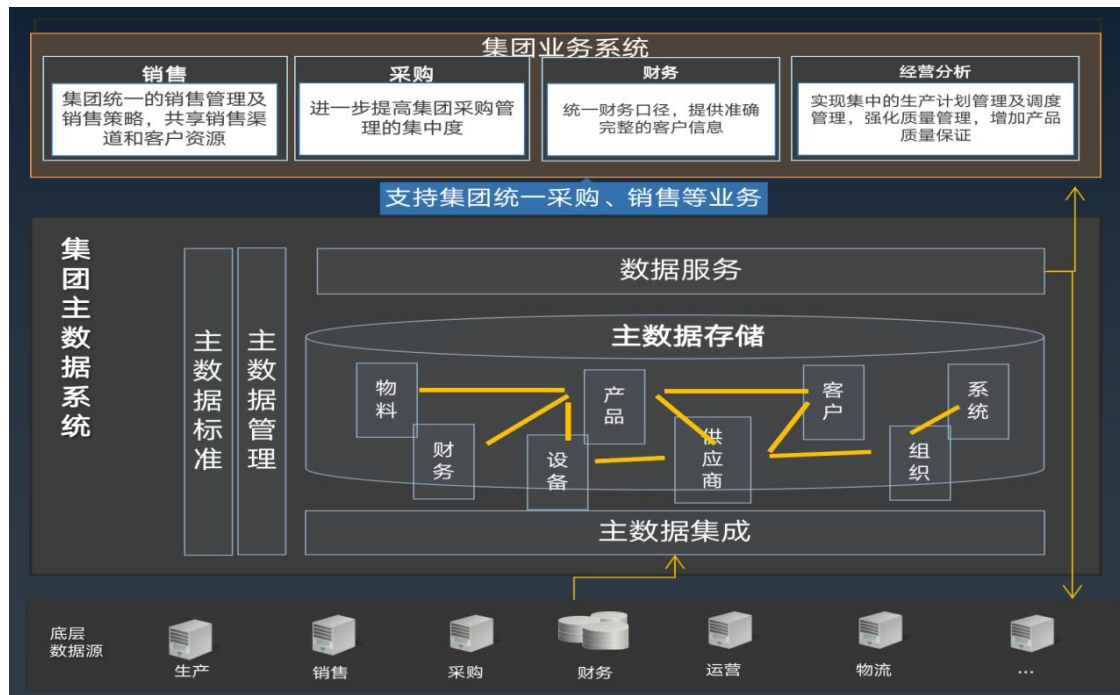 集团业务系统
销售
集团统一的销售管理及
销售策略，共享销售渠
道和客户资源
采购
进一步提高集团采购管
理的集中度
财务
统一财务口径，提供准确
完整的客户信息
经营分析
实现集中的生产计划管理及调度
管理，强化质量管理，增加产品
质量保证
支持集团统一采购、销售等业务
集团主数据系统
主数据标准
主数据管理
数据服务
主数据存储
物料
财务
设备
产品
供应商
客户
组织
系统
主数据集成
底层
数据源
生产
销售
采购
财务
运营
物流
...